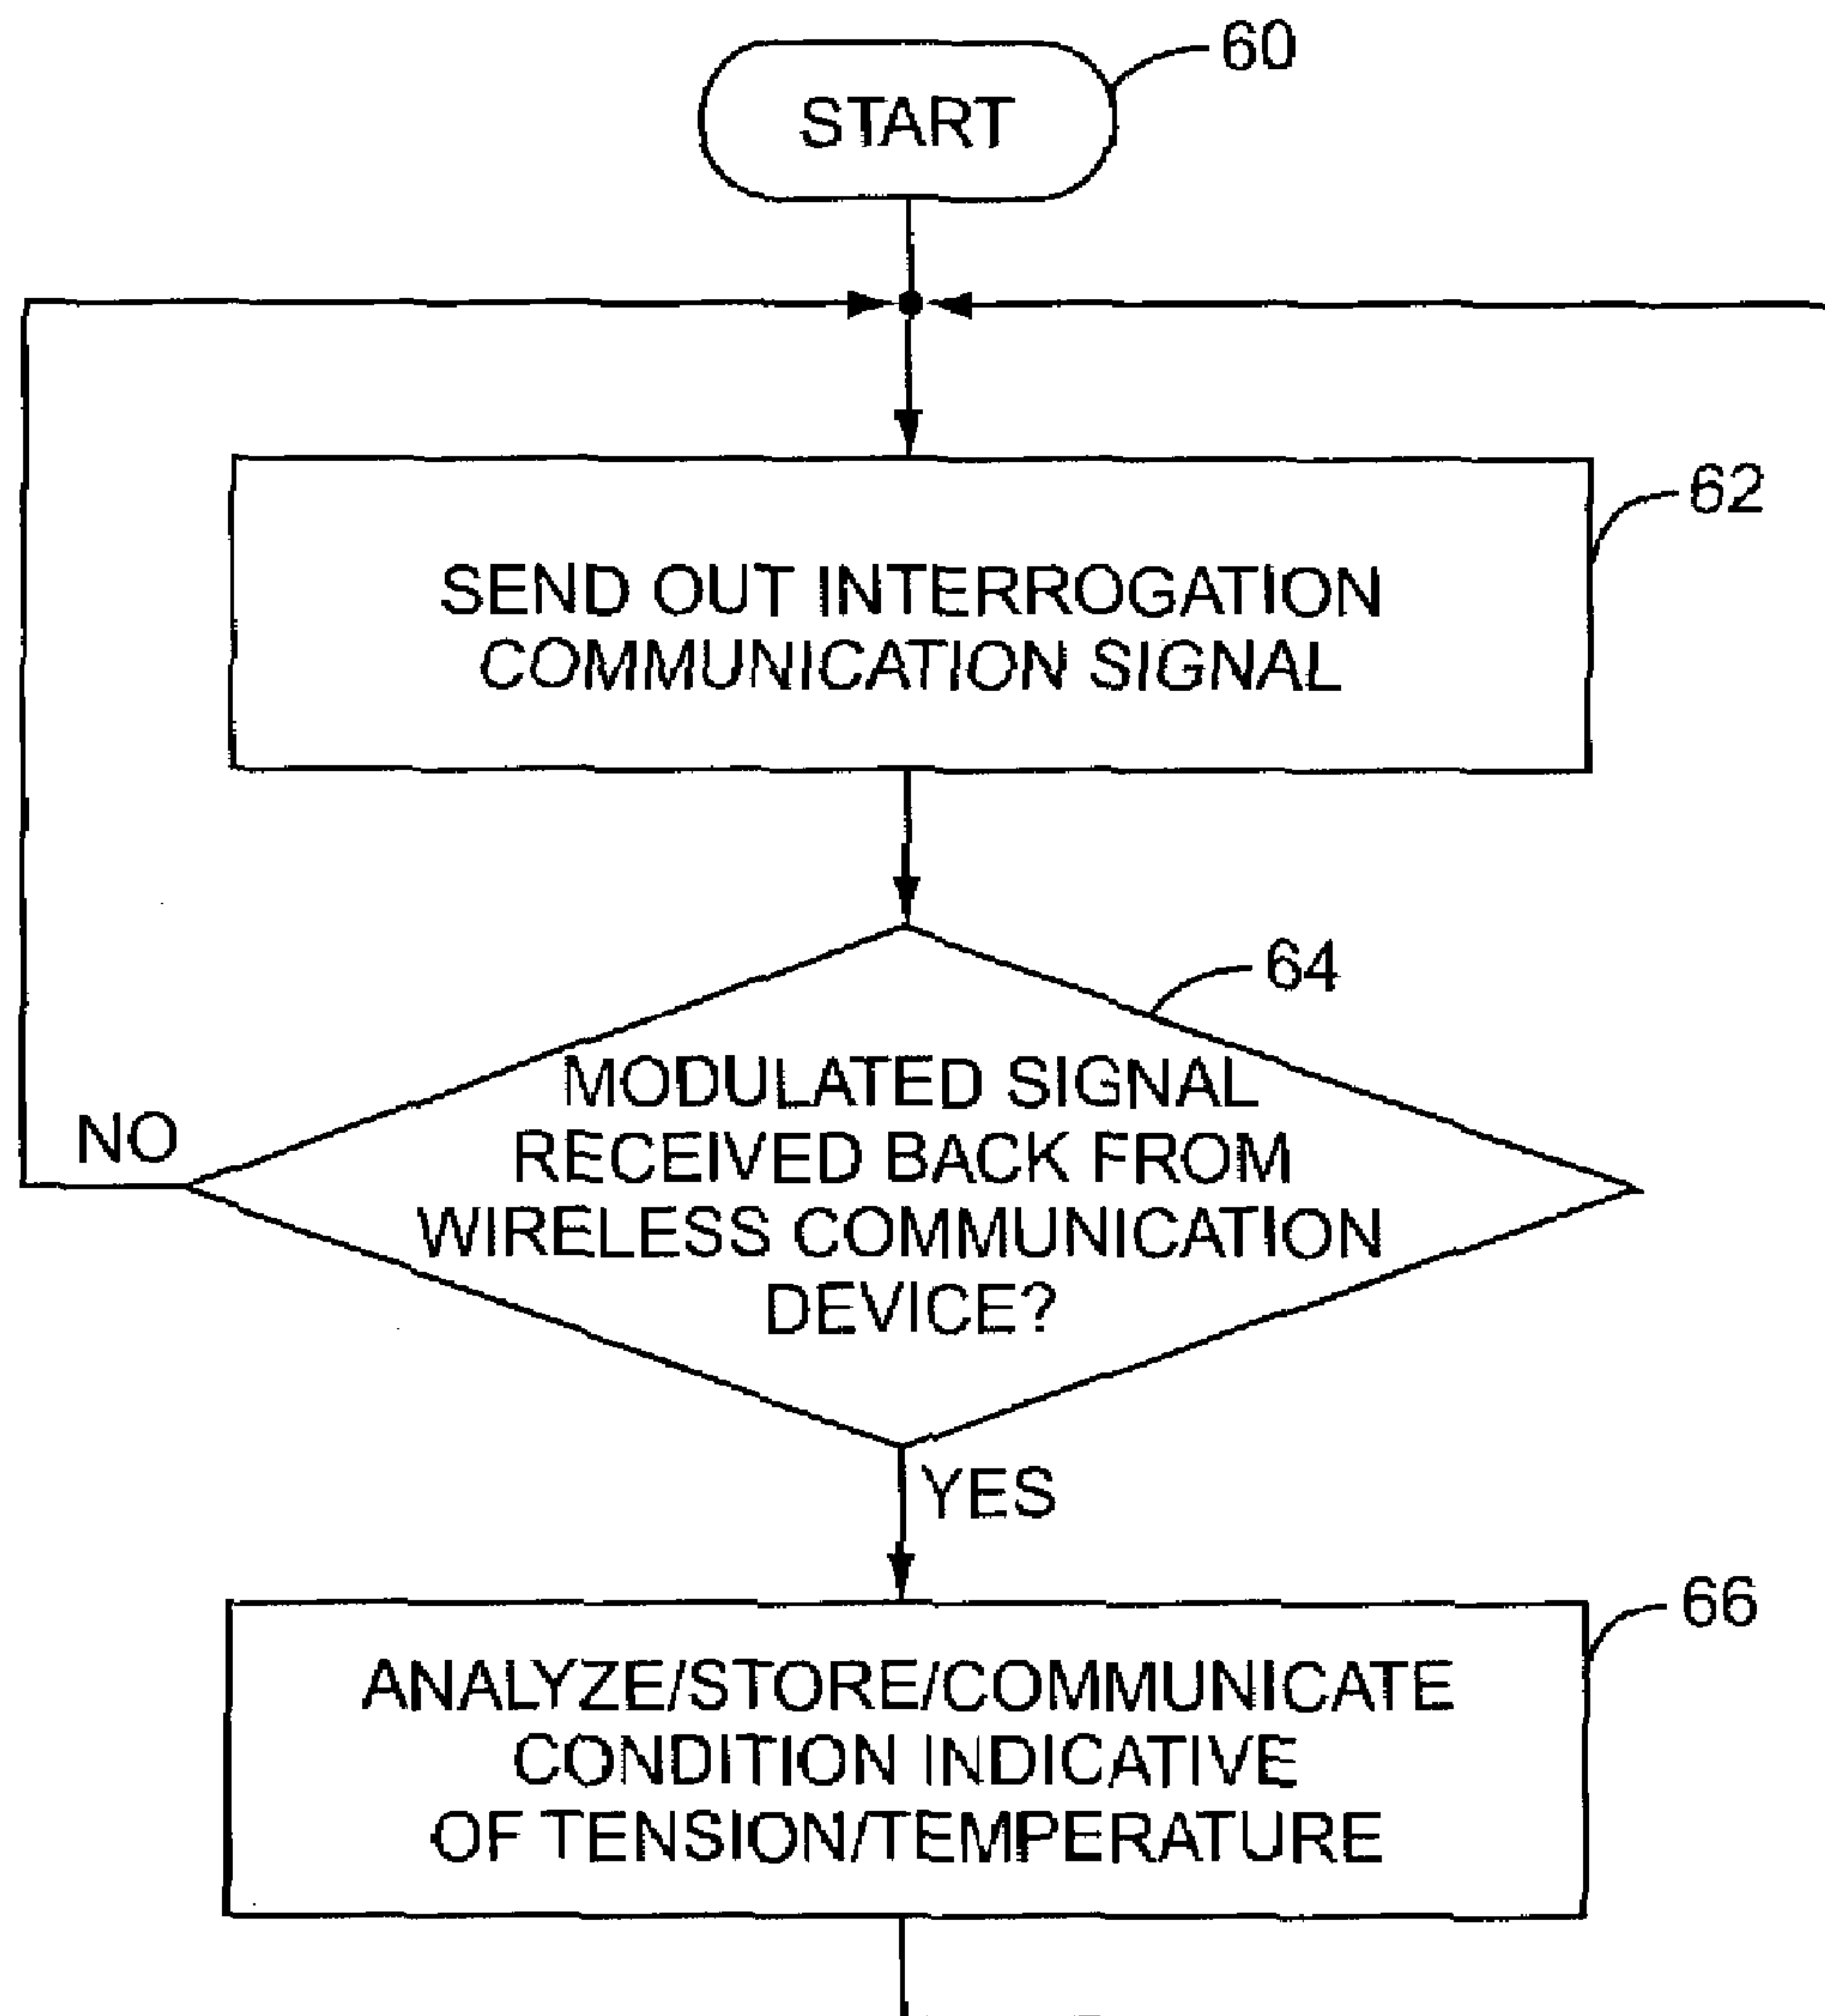 60
START
62
SEND OUT INTERROGATION
COMMUNICATION SIGNAL
64
MODULATED SIGNAL
RECEIVED BACK FROM
WIRELESS COMMUNICATION
DEVICE?
NO
YES
66
ANALYZE/STORE/COMMUNICATE
CONDITION INDICATIVE
OF TENSION/TEMPERATURE